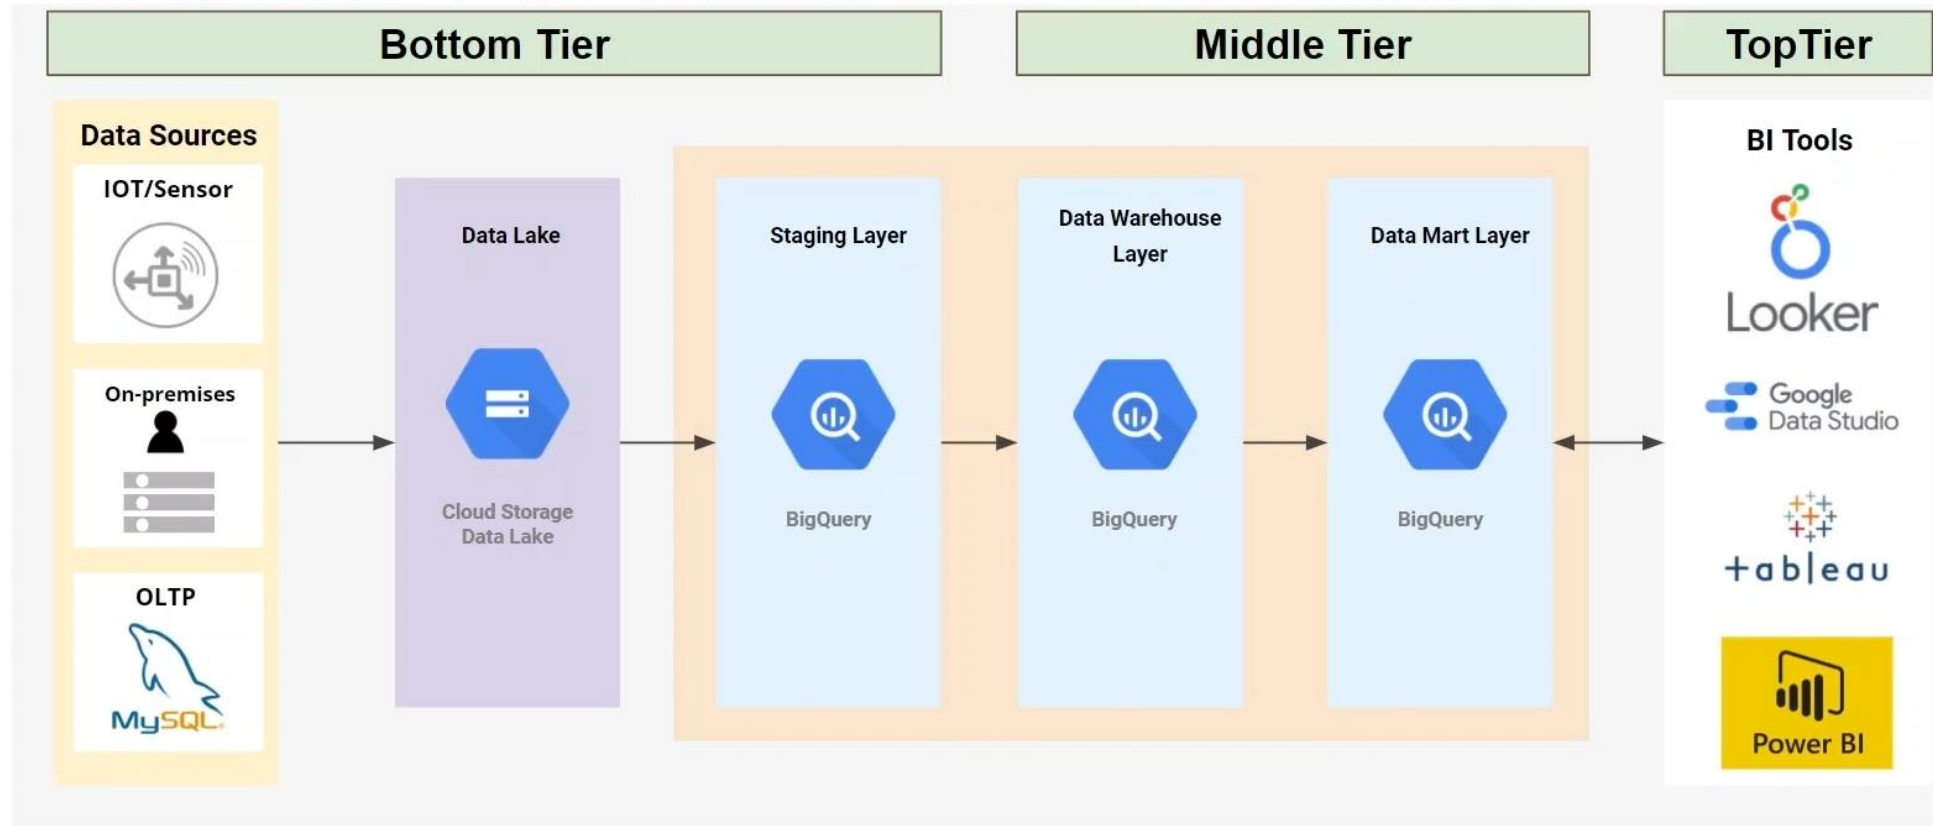 Bottom Tier
Middle Tier
TopTier
Data Sources
IOT/Sensor
On-premises
OLTP
MySQL
Data Lake
Cloud Storage
Data Lake
Staging Layer
BigQuery
Data Warehouse
Layer
BigQuery
Data Mart Layer
BigQuery
BI Tools
Looker
Google
Data Studio
+ableau
Power BI